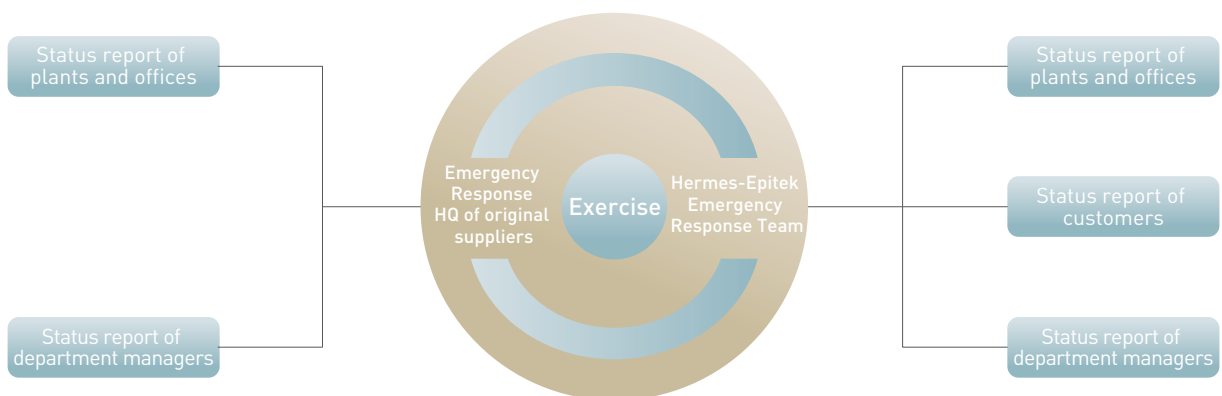 Status report of
plants and offices
Status report of
department managers
Emergency
Response
HQ of original
suppliers
Exercise
Hermes-Epitek
Emergency
Response Team
Status report of
plants and offices
Status report of
customers
Status report of
department managers